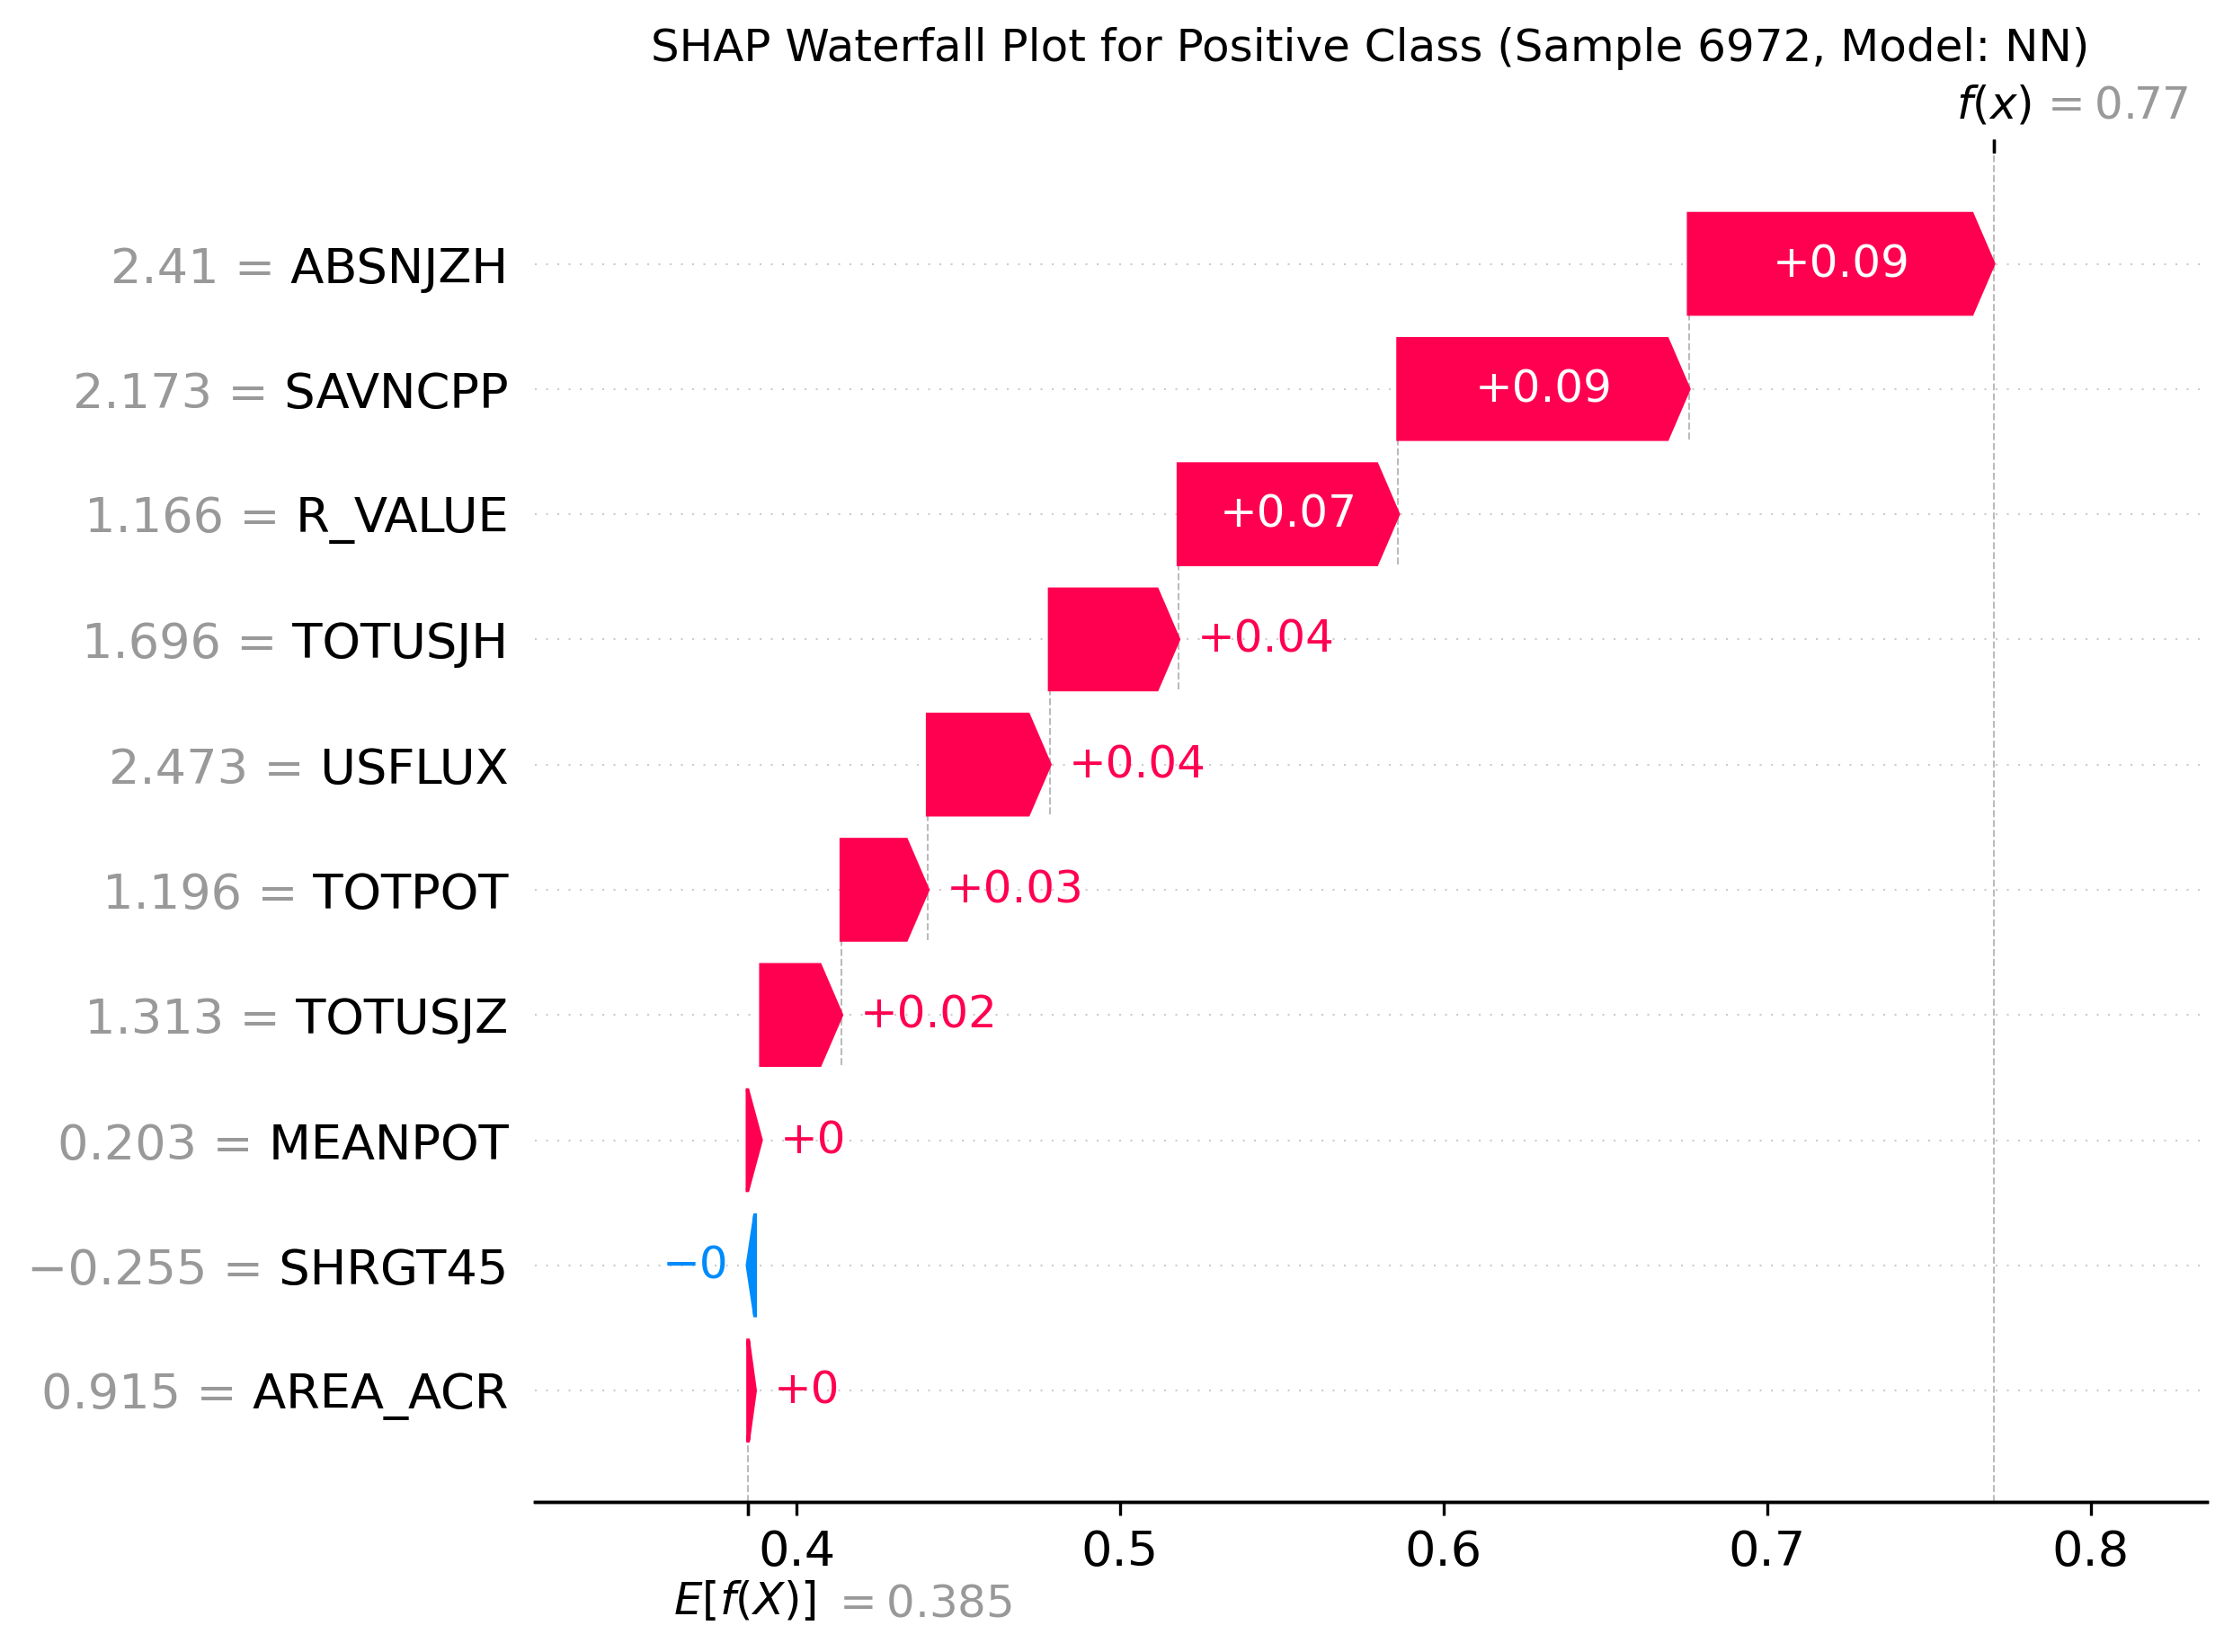 SHAP Waterfall Plot for Positive Class (Sample 6972, Model: NN)
f(x) = 0.77
2.41 = ABSNJZH +0.09
2.173 = SAVNCPP +0.09
1.166 = R_VALUE +0.07
1.696 = TOTUSJH +0.04
2.473 = USFLUX +0.04
1.196 = TOTPOT +0.03
1.313 = TOTUSJZ +0.02
0.203 = MEANPOT +0
−0.255 = SHRGT45 −0
0.915 = AREA_ACR +0
0.4 0.5 0.6 0.7 0.8
E[f(X)] = 0.385